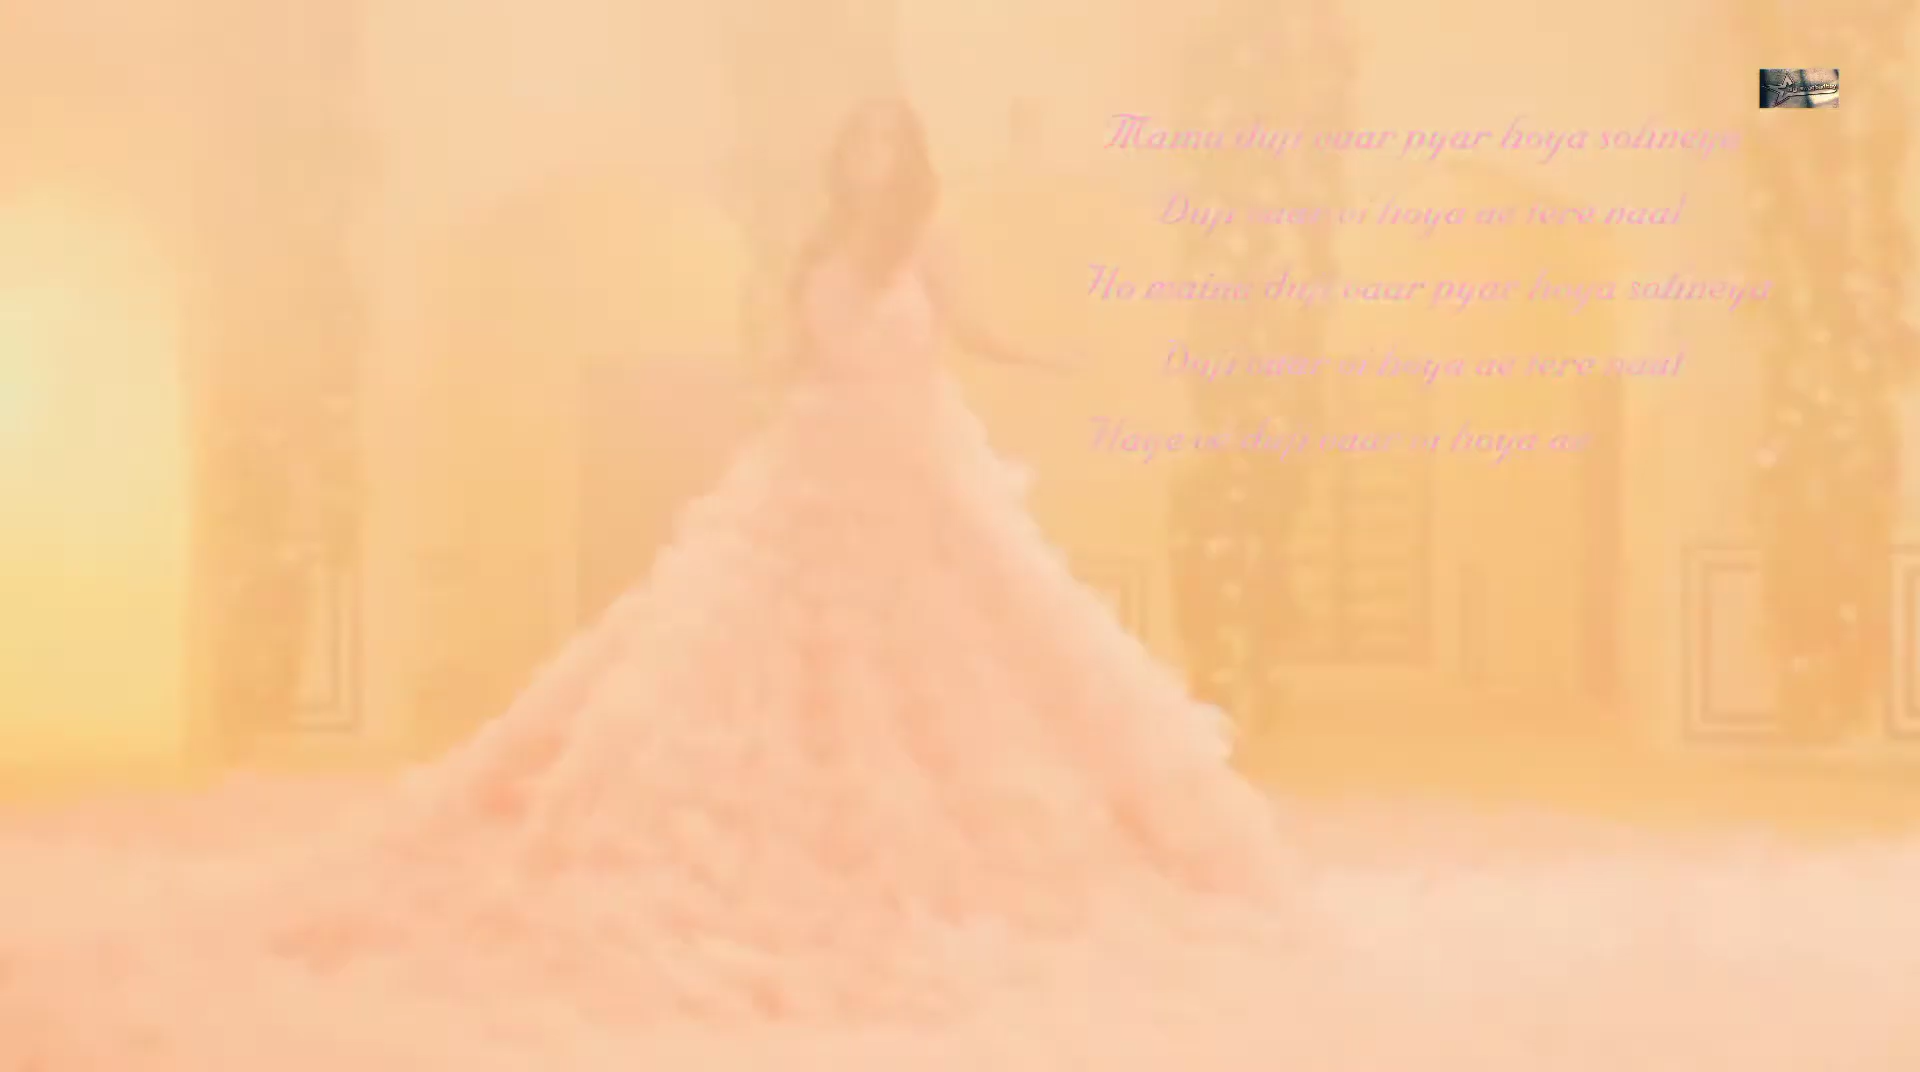 Mainu duji vaar pyar hoya sohneya
Duji vaar vi hoya ae tere naal
Ho mainu duji vaar pyar hoya sohneya
Duji vaar vi hoya ae tere naal
Haye ve duji vaar vi hoya ae